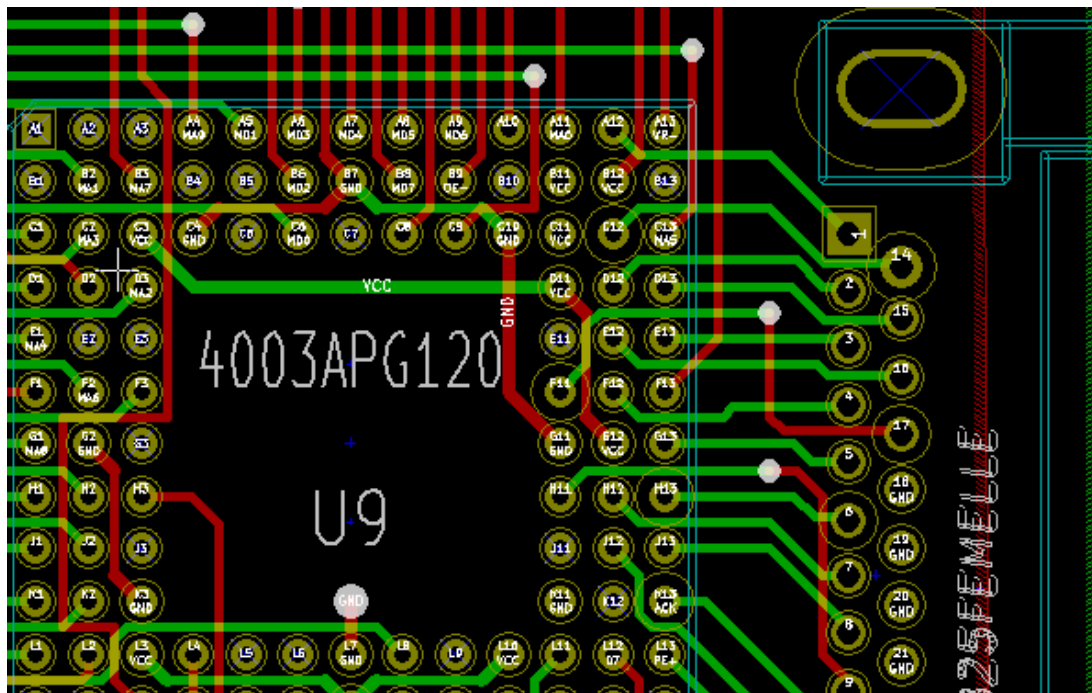 A1 A2 A3 A4 A5 A6 A7 A8 A9 A10 A11 A12 A13
MD1 MD3 MD4 MD5 MD6 MA0
B1 B2 B3 B4 B5 B6 B7 B8 B9 B10 B11 B12 B13
MA1 MA7 MD2 GND MD7 OE- VCC VCC
C1 C2 C3 C4 C6 C7 C8 C9 C10 C11 C12 C13
MA3 VCC GND MD0 GND VCC MA5
1
14
D1 D2 D3 D11 D12 D13
MA2 VCC
VCC
GND
2
15
E1 E2 E3 E11 E12 E13
MA4
3
4003APG120
16
F1 F2 F3 F11 F12 F13
MA6
4
17
G1 G2 G3 G11 G12 G13
GND GND VCC
5
18
GND
H1 H2 H3 H11 H12 H13
U9
6
19
GND
J1 J2 J3 J11 J12 J13
7
K1 K2 K3 K11 K12 K13
GND GND ACK
GND
20
GND
8
L1 L2 L3 L4 L5 L6 L7 L8 L9 L10 L11 L12 L13
VCC GND VCC D7 PE+
21
GND
9
25FEMELLE